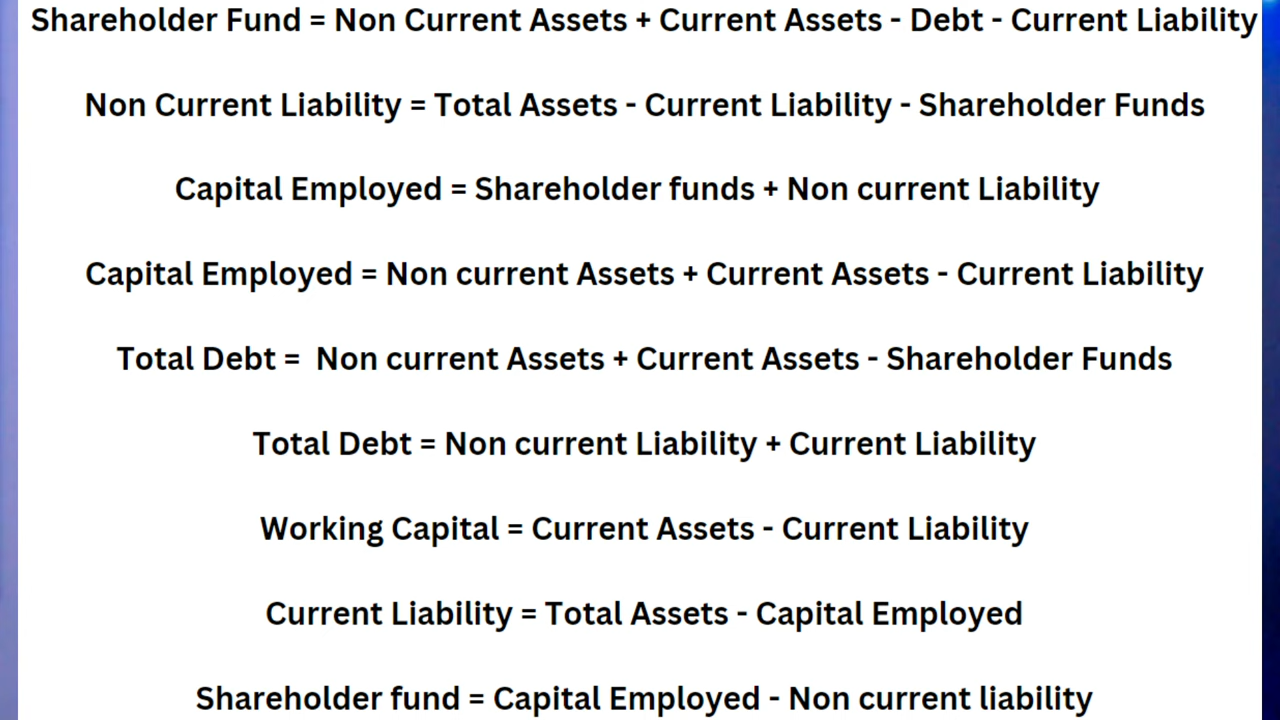 Shareholder Fund = Non Current Assets + Current Assets - Debt - Current Liability
Non Current Liability = Total Assets - Current Liability - Shareholder Funds
Capital Employed = Shareholder funds + Non current Liability
Capital Employed = Non current Assets + Current Assets - Current Liability
Total Debt =  Non current Assets + Current Assets - Shareholder Funds
Total Debt = Non current Liability + Current Liability
Working Capital = Current Assets - Current Liability
Current Liability = Total Assets - Capital Employed
Shareholder fund = Capital Employed - Non current liability